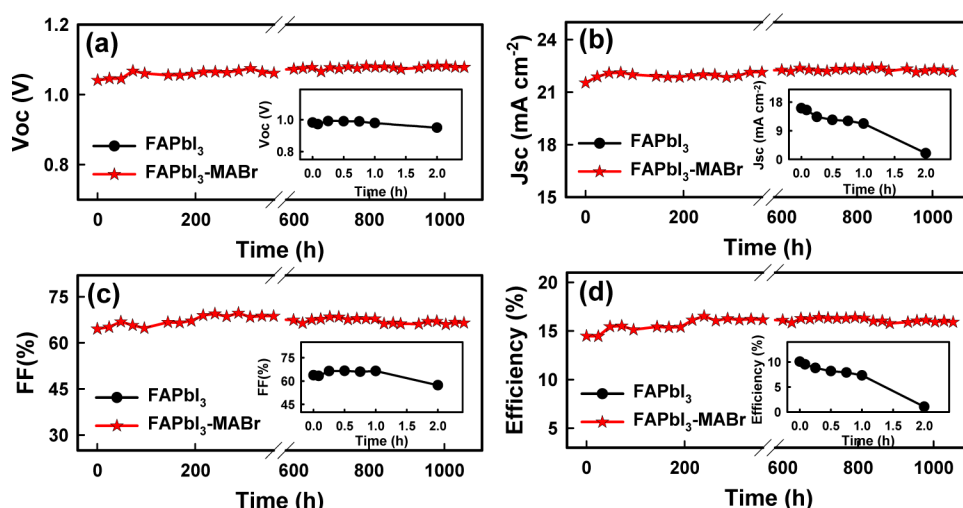 (a)
Voc (V)
1.2
1.0
0.8
Voc (V)
1.0
0.8
0.0 0.5 1.0 1.5 2.0
Time (h)
FAPbI3
FAPbI3-MABr
0 200 600 800 1000
Time (h)
(b)
Jsc (mA cm-2)
24
21
18
15
Jsc (mA cm-2)
18
9
0
0.0 0.5 1.0 1.5 2.0
Time (h)
FAPbI3
FAPbI3-MABr
0 200 400 600 800 1000
Time (h)
(c)
FF(%)
75
60
45
30
FF(%)
75
60
45
0.0 0.5 1.0 1.5 2.0
Time (h)
FAPbI3
FAPbI3-MABr
0 200 600 800 1000
Time (h)
(d)
Efficiency (%)
20
15
10
5
Efficiency (%)
10
5
0
0.0 0.5 1.0 1.5 2.0
Time (h)
FAPbI3
FAPbI3-MABr
0 200 400 600 800 1000
Time (h)